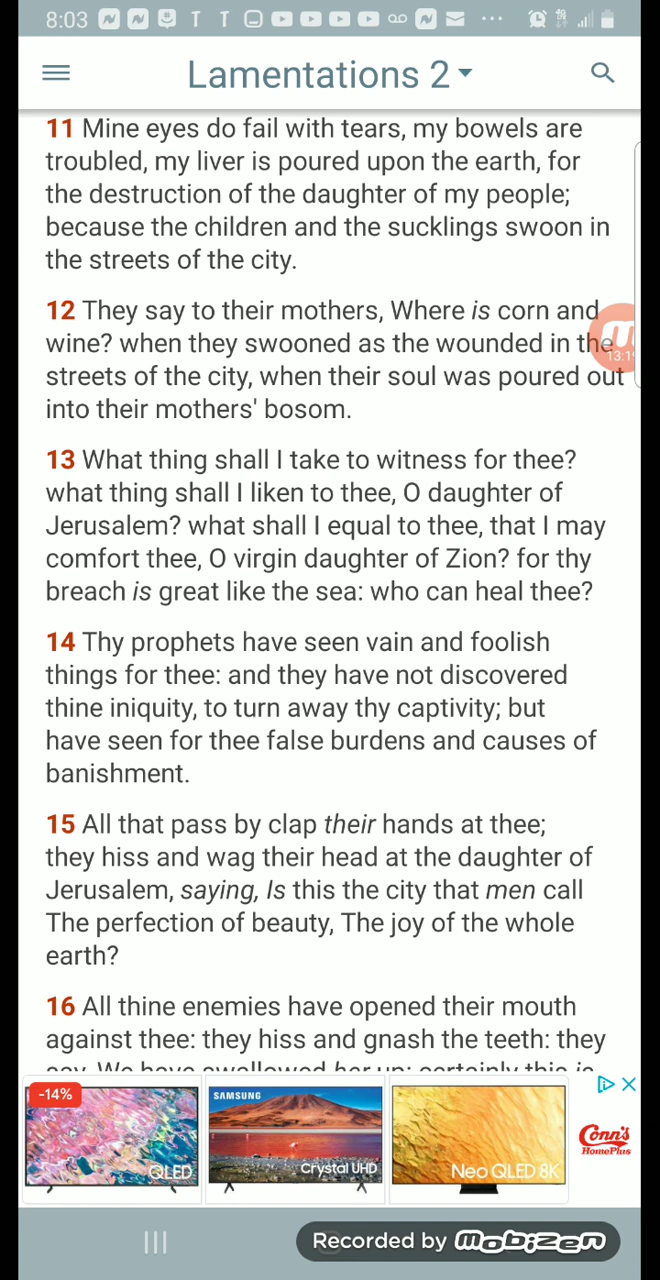 8:03
Lamentations 2
11 Mine eyes do fail with tears, my bowels are
troubled, my liver is poured upon the earth, for
the destruction of the daughter of my people;
because the children and the sucklings swoon in
the streets of the city.
12 They say to their mothers, Where is corn and
wine? when they swooned as the wounded in the
streets of the city, when their soul was poured out
into their mothers' bosom.
13 What thing shall I take to witness for thee?
what thing shall I liken to thee, O daughter of
Jerusalem? what shall I equal to thee, that I may
comfort thee, O virgin daughter of Zion? for thy
breach is great like the sea: who can heal thee?
14 Thy prophets have seen vain and foolish
things for thee: and they have not discovered
thine iniquity, to turn away thy captivity; but
have seen for thee false burdens and causes of
banishment.
15 All that pass by clap their hands at thee;
they hiss and wag their head at the daughter of
Jerusalem, saying, Is this the city that men call
The perfection of beauty, The joy of the whole
earth?
16 All thine enemies have opened their mouth
against thee: they hiss and gnash the teeth: they
say, We have swallowed her up: certainly this is
-14%
QLED
SAMSUNG
Crystal UHD
Neo QLED 8K
Conn's
HomePlus
Recorded by mobizen